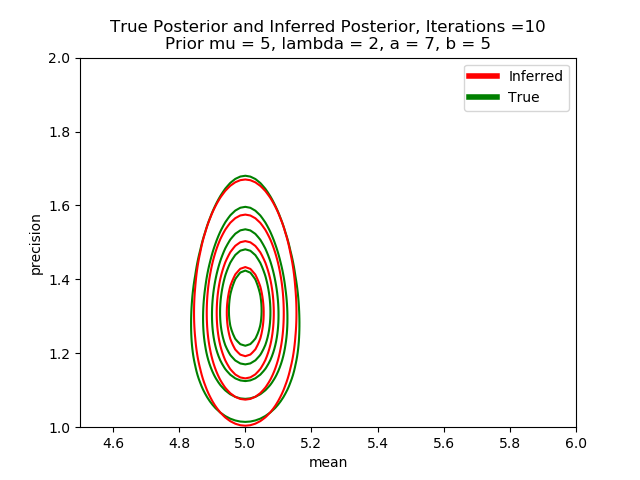 True Posterior and Inferred Posterior, Iterations =10
Prior mu = 5, lambda = 2, a = 7, b = 5
2.0
1.8
1.6
1.4
1.2
1.0
precision
Inferred
True
4.6 4.8 5.0 5.2 5.4 5.6 5.8 6.0
mean